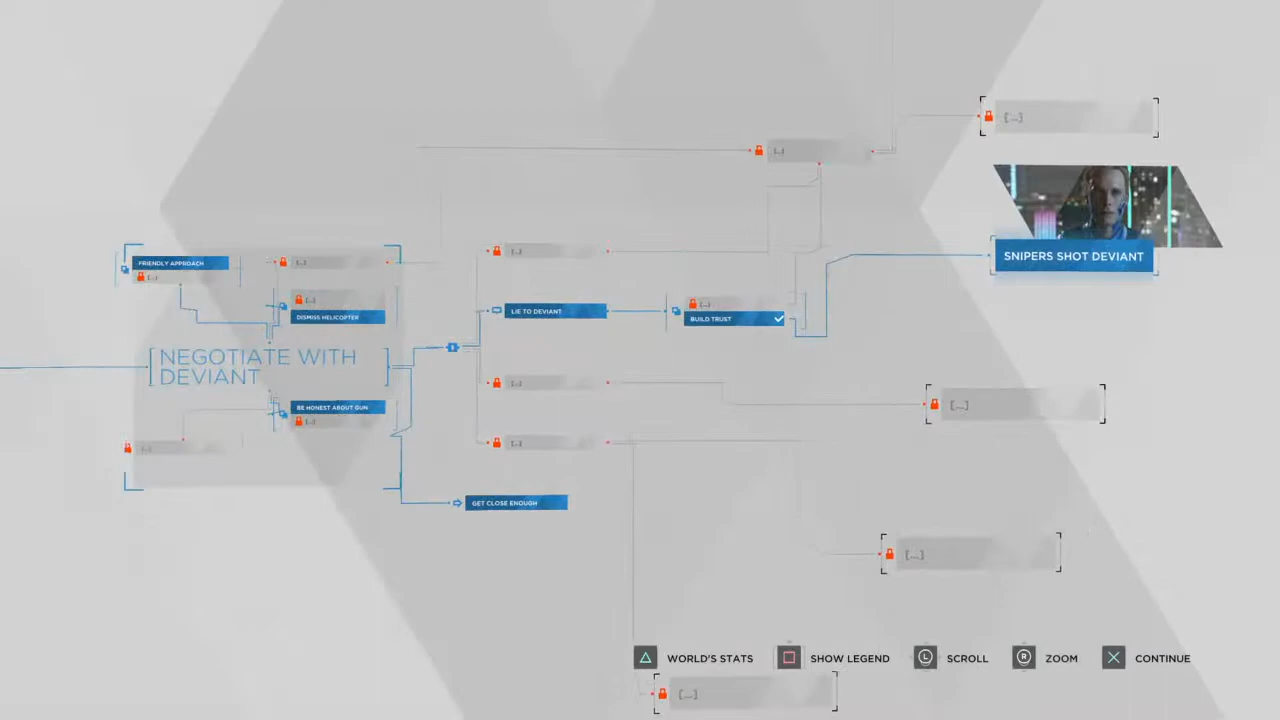 [...]
[...]
SNIPERS SHOT DEVIANT
FRIENDLY APPROACH
[...]
[...]
[...]
DISMISS HELICOPTER
[...]
LIE TO DEVIANT
[...]
BUILD TRUST
NEGOTIATE WITH
DEVIANT
[...]
[...]
BE HONEST ABOUT GUN
[...]
[...]
[...]
GET CLOSE ENOUGH
[...]
WORLD'S STATS
SHOW LEGEND
L
SCROLL
R
ZOOM
CONTINUE
[...]